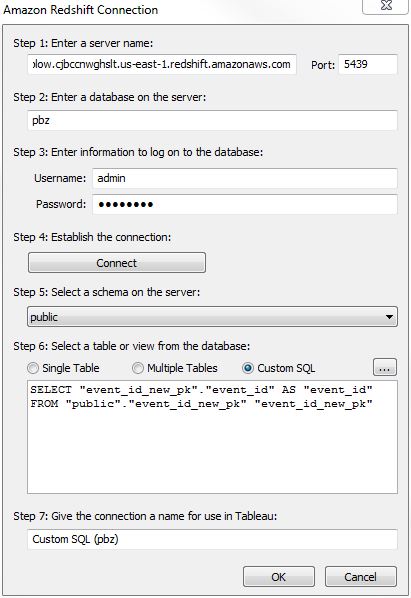 Amazon Redshift Connection
Step 1: Enter a server name:
low.cjbccnwghslt.us-east-1.redshift.amazonaws.com Port: 5439
Step 2: Enter a database on the server:
pbz
Step 3: Enter information to log on to the database:
Username: admin
Password: ●●●●●●●●
Step 4: Establish the connection:
Connect
Step 5: Select a schema on the server:
public
Step 6: Select a table or view from the database:
Single Table Multiple Tables Custom SQL ...
SELECT "event_id_new_pk"."event_id" AS "event_id"
FROM "public"."event_id_new_pk" "event_id_new_pk"
Step 7: Give the connection a name for use in Tableau:
Custom SQL (pbz)
OK Cancel